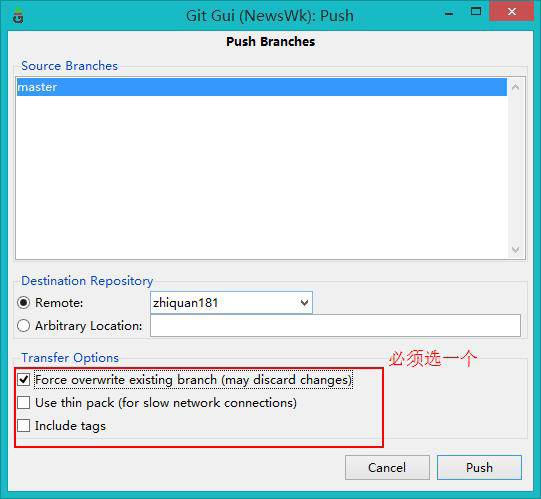 Git Gui (NewsWk): Push
Push Branches
Source Branches
master
Destination Repository
Remote: zhiquan181
Arbitrary Location:
Transfer Options
必须选一个
Force overwrite existing branch (may discard changes)
Use thin pack (for slow network connections)
Include tags
Cancel Push